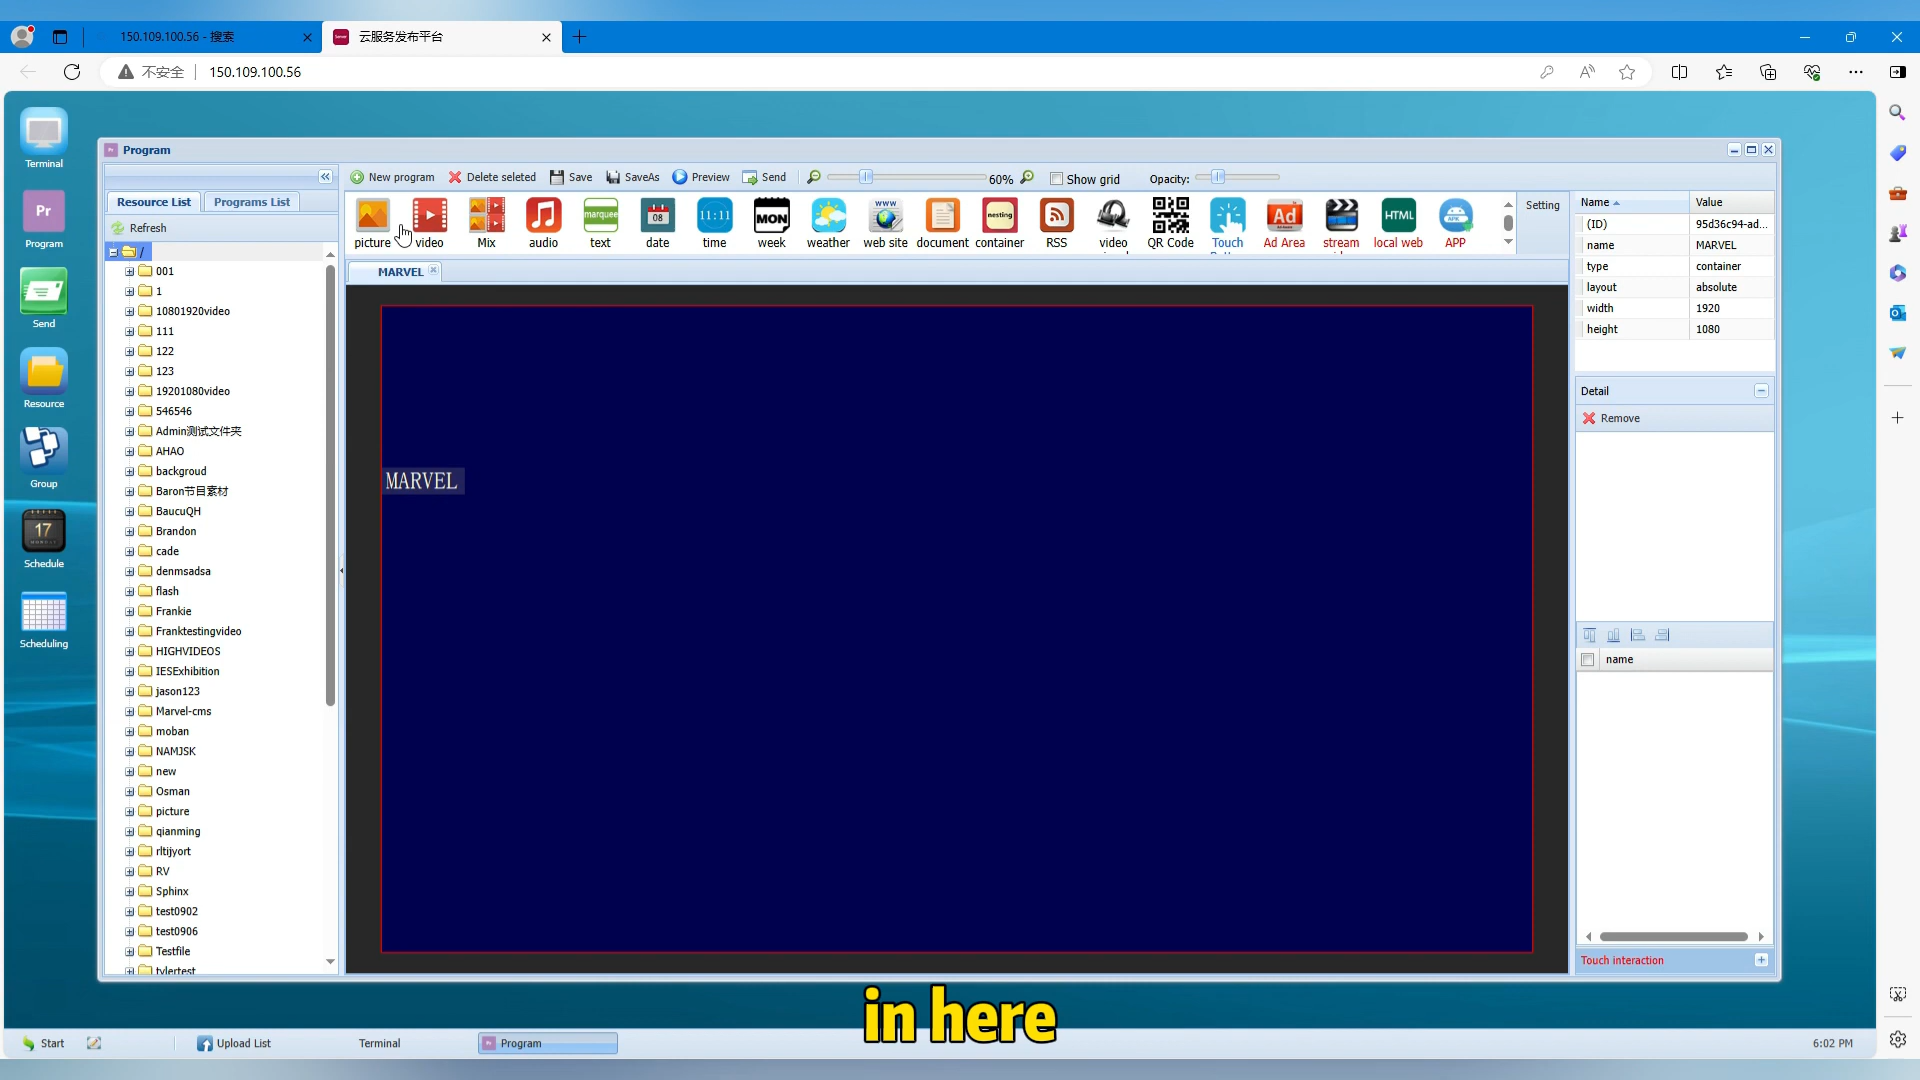 150.109.100.56 - 搜索
云服务发布平台
不安全
150.109.100.56
Terminal
Program
Send
Resource
Group
Schedule
Scheduling
Program
Resource List
Programs List
Refresh
/
001
1
10801920video
111
122
123
19201080video
546546
Admin测试文件夹
AHAO
backgroud
Baron节目素材
BaucuQH
Brandon
cade
denmsadsa
flash
Frankie
Franktestingvideo
HIGHVIDEOS
IESExhibition
jason123
Marvel-cms
moban
NAMJSK
new
Osman
picture
qianming
rltijyort
RV
Sphinx
test0902
test0906
Testfile
tylertest
New program
Delete seleted
Save
SaveAs
Preview
Send
60%
Show grid
Opacity:
picture
video
Mix
audio
text
date
time
week
weather
web site
document
container
RSS
video
QR Code
Touch
Ad Area
stream
local web
APP
Setting
MARVEL
MARVEL
Name
Value
(ID)
95d36c94-ad...
name
MARVEL
type
container
layout
absolute
width
1920
height
1080
Detail
Remove
name
Touch interaction
in here
Start
Upload List
Terminal
Program
6:02 PM